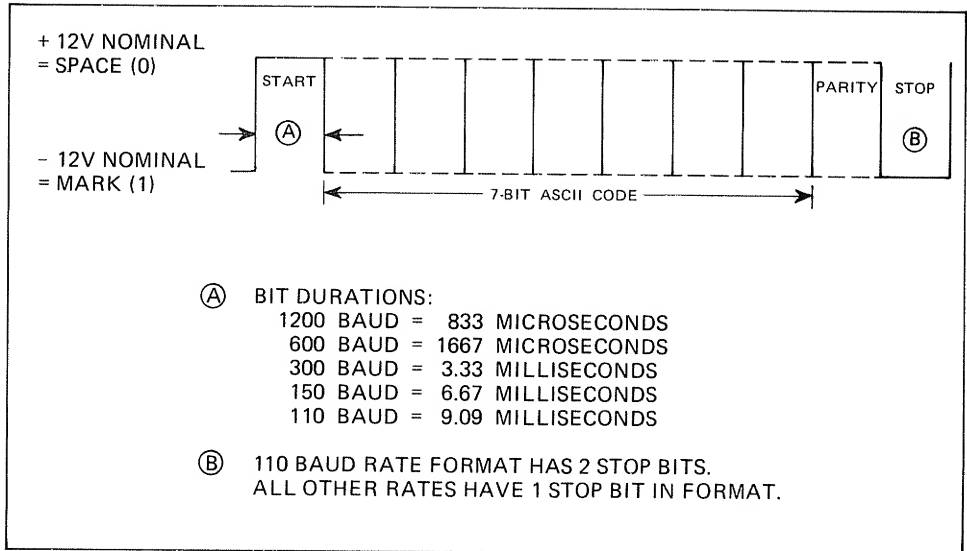 + 12V NOMINAL
= SPACE (0)
START
PARITY
STOP
A
B
- 12V NOMINAL
= MARK (1)
7-BIT ASCII CODE
A BIT DURATIONS:
1200 BAUD = 833 MICROSECONDS
600 BAUD = 1667 MICROSECONDS
300 BAUD = 3.33 MILLISECONDS
150 BAUD = 6.67 MILLISECONDS
110 BAUD = 9.09 MILLISECONDS
B 110 BAUD RATE FORMAT HAS 2 STOP BITS.
ALL OTHER RATES HAVE 1 STOP BIT IN FORMAT.